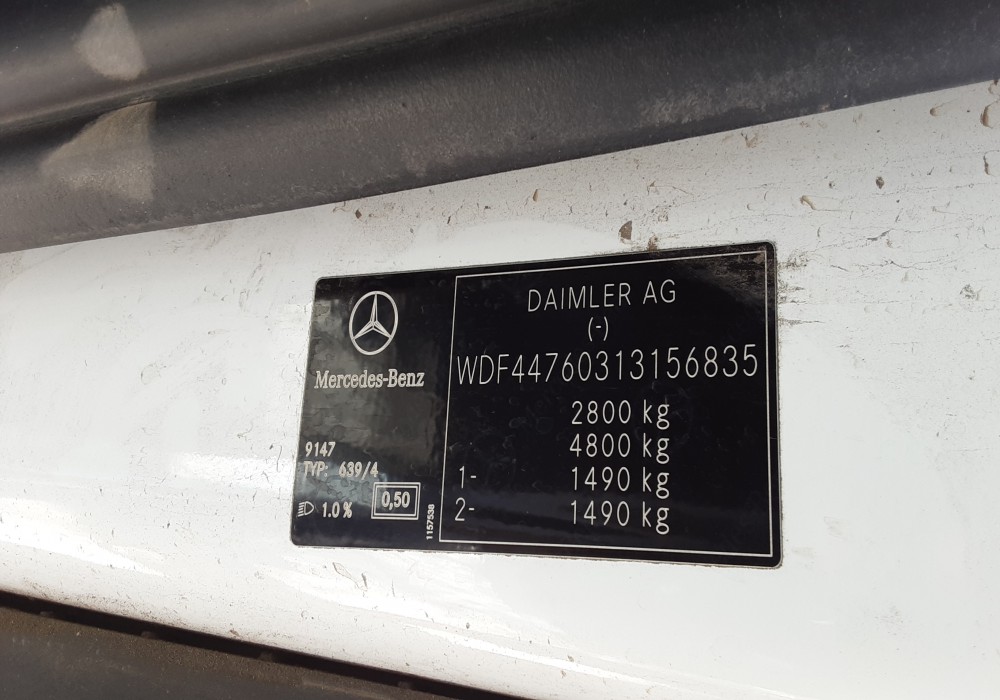 Mercedes-Benz
9147
TYP: 639/4
1.0 %
0,50
1157538
DAIMLER AG
(-)
WDF44760313156835
2800 kg
4800 kg
1- 1490 kg
2- 1490 kg